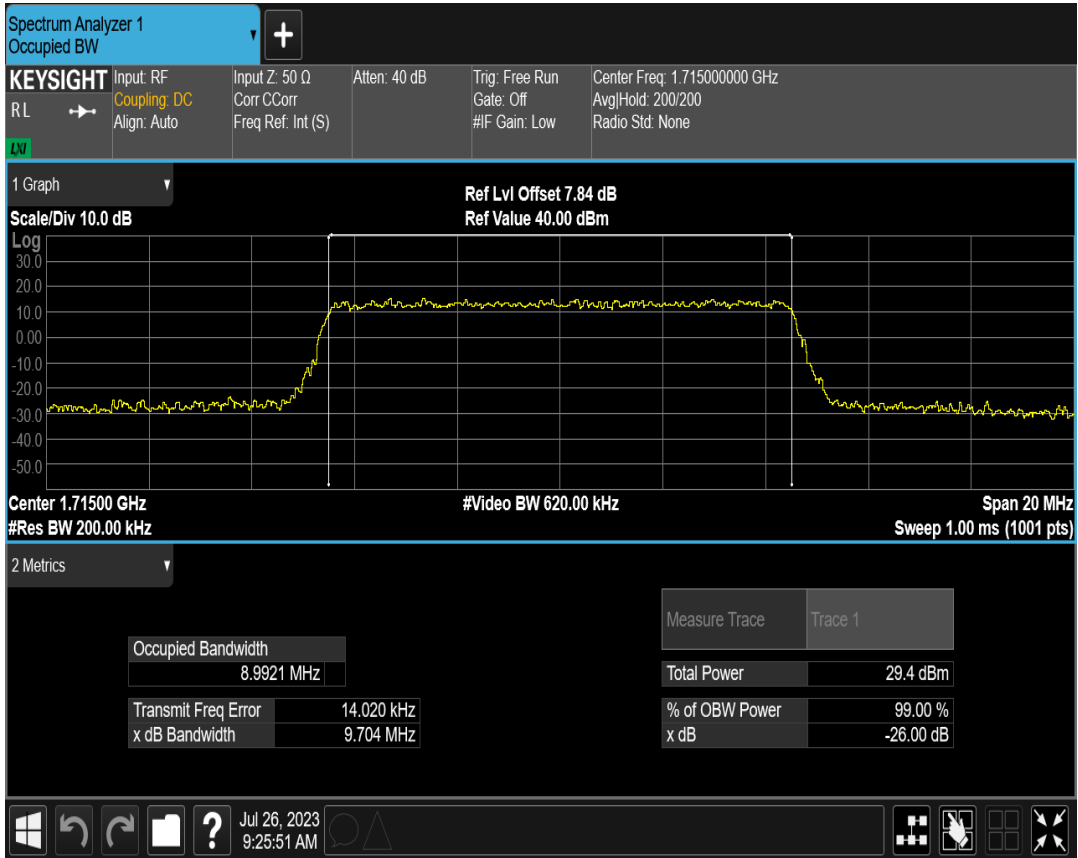 Spectrum Analyzer 1
Occupied BW
+
KEYSIGHT
R L
LXI
Input: RF
Coupling: DC
Align: Auto
Input Z: 50 Ω
Corr CCorr
Freq Ref: Int (S)
Atten: 40 dB
Trig: Free Run
Gate: Off
#IF Gain: Low
Center Freq: 1.715000000 GHz
Avg|Hold: 200/200
Radio Std: None
1 Graph
Scale/Div 10.0 dB
Ref Lvl Offset 7.84 dB
Ref Value 40.00 dBm
Log
30.0
20.0
10.0
0.00
-10.0
-20.0
-30.0
-40.0
-50.0
Center 1.71500 GHz
#Video BW 620.00 kHz
Span 20 MHz
#Res BW 200.00 kHz
Sweep 1.00 ms (1001 pts)
2 Metrics
Occupied Bandwidth
8.9921 MHz
Transmit Freq Error 14.020 kHz
x dB Bandwidth 9.704 MHz
Measure Trace Trace 1
Total Power 29.4 dBm
% of OBW Power 99.00 %
x dB -26.00 dB
?
Jul 26, 2023
9:25:51 AM